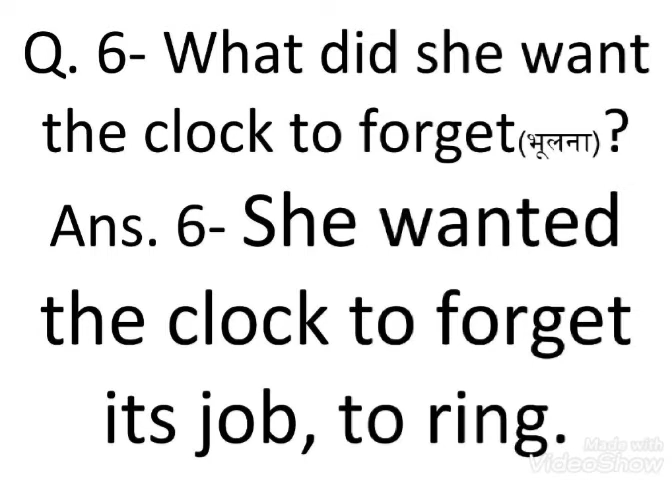 Q. 6- What did she want
the clock to forget(भूलना)?
Ans. 6- She wanted
the clock to forget
its job, to ring.
Made with
VideoShow